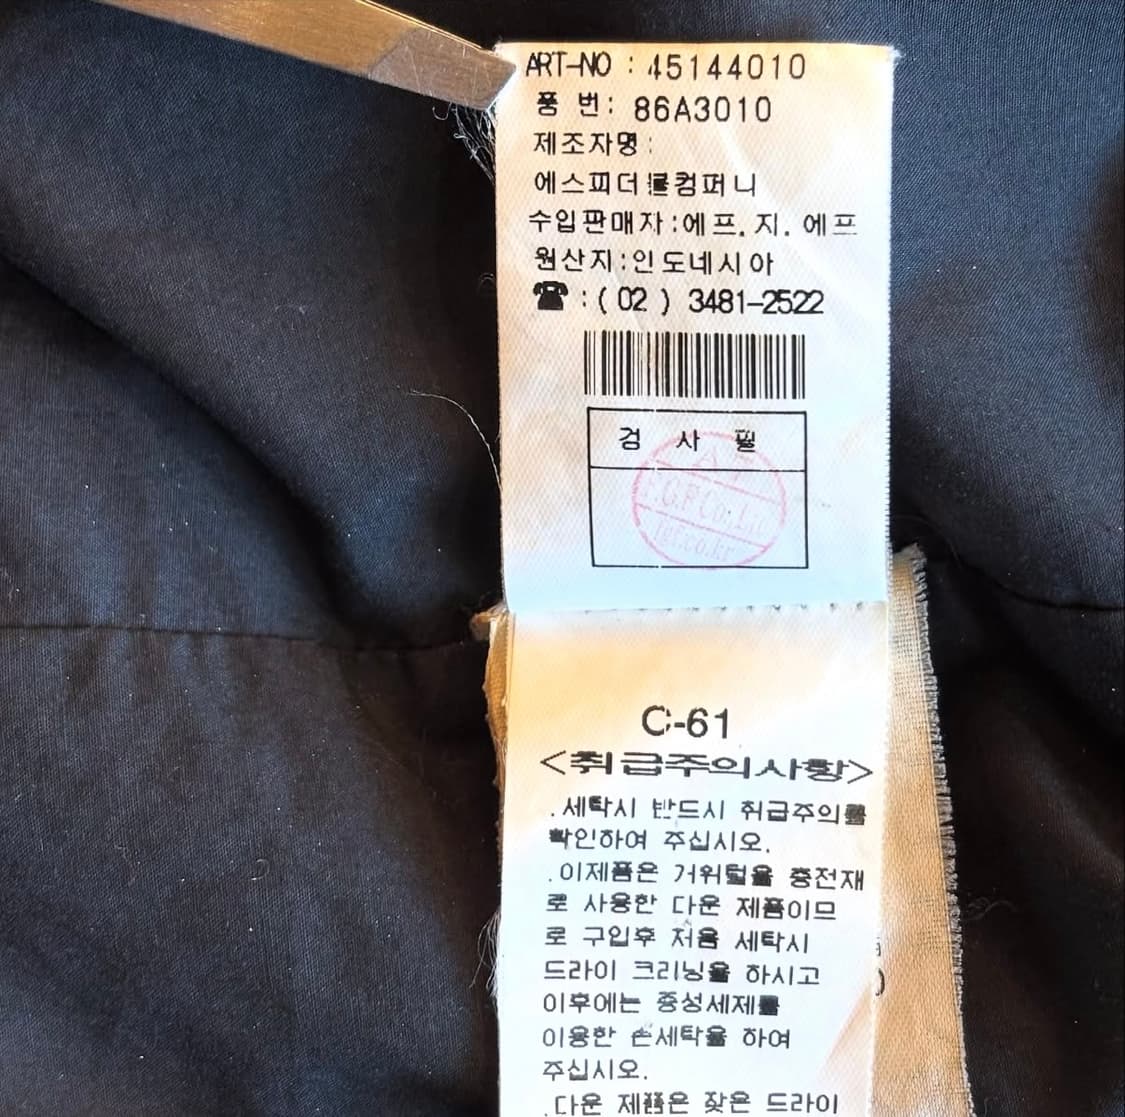 ART-NO : 45144010
품 번: 86A3010
제조자명:
에스피더블컴퍼니
수입판매자:에프.지.에프
원산지:인도네시아
☎:(02) 3481-2522
검 사 필
F.G.F Co., Ltd
fgf.co.kr
C-61
<취급주의사항>
.세탁시 반드시 취급주의를
확인하여 주십시오.
.이제품은 거위털을 충전재
로 사용한 다운 제품이므
로 구입후 처음 세탁시
드라이 크리닝을 하시고
이후에는 중성세제를
이용한 손세탁을 하여
주십시오.
.다운 제품은 잦은 드라이